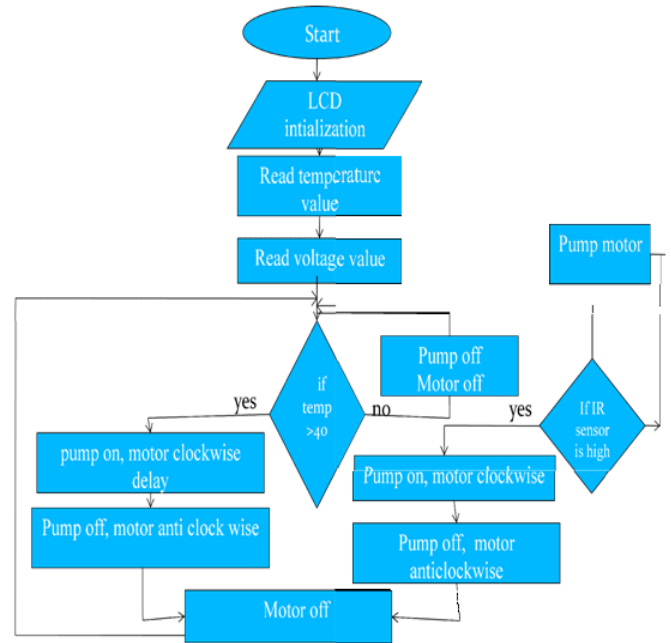 Start
LCD
intialization
Read temperature
value
Read voltage value
Pump motor
if
temp
>40
yes
no
Pump off
Motor off
yes
If IR
sensor
is high
pump on, motor clockwise
delay
Pump on, motor clockwise
Pump off, motor anti clock wise
Pump off, motor
anticlockwise
Motor off